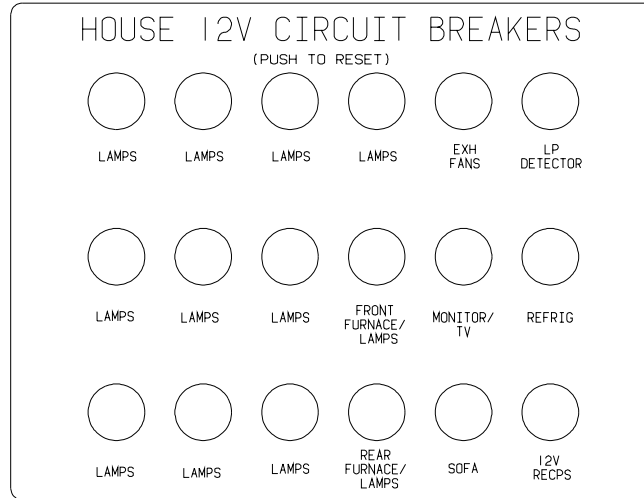 HOUSE 12V CIRCUIT BREAKERS
(PUSH TO RESET)
LAMPS
LAMPS
LAMPS
LAMPS
EXH
FANS
LP
DETECTOR
LAMPS
LAMPS
LAMPS
FRONT
FURNACE/
LAMPS
MONITOR/
TV
REFRIG
LAMPS
LAMPS
LAMPS
REAR
FURNACE/
LAMPS
SOFA
12V
RECPS